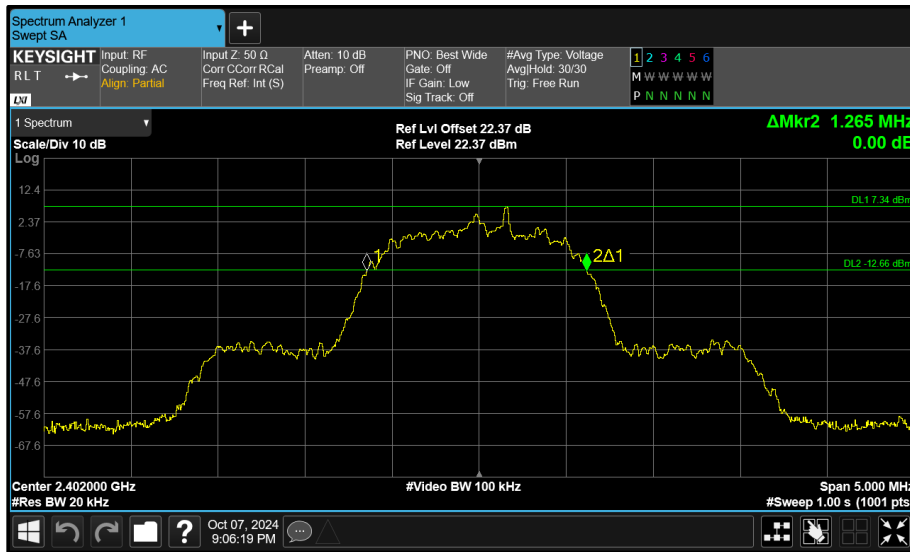 Spectrum Analyzer 1
Swept SA
+
KEYSIGHT
R L T
LXI
Input: RF
Coupling: AC
Align: Partial
Input Z: 50 Ω
Corr CCorr RCal
Freq Ref: Int (S)
Atten: 10 dB
Preamp: Off
PNO: Best Wide
Gate: Off
IF Gain: Low
Sig Track: Off
#Avg Type: Voltage
Avg|Hold: 30/30
Trig: Free Run
1 2 3 4 5 6
M W W W W W
P N N N N N
1 Spectrum
Scale/Div 10 dB
Ref Lvl Offset 22.37 dB
Ref Level 22.37 dBm
ΔMkr2 1.265 MHz
0.00 dB
Log
12.4
DL1 7.34 dBm
2.37
-7.63
1
2Δ1
DL2 -12.66 dBm
-17.6
-27.6
-37.6
-47.6
-57.6
-67.6
Center 2.402000 GHz
#Video BW 100 kHz
Span 5.000 MHz
#Res BW 20 kHz
#Sweep 1.00 s (1001 pts
?
Oct 07, 2024
9:06:19 PM